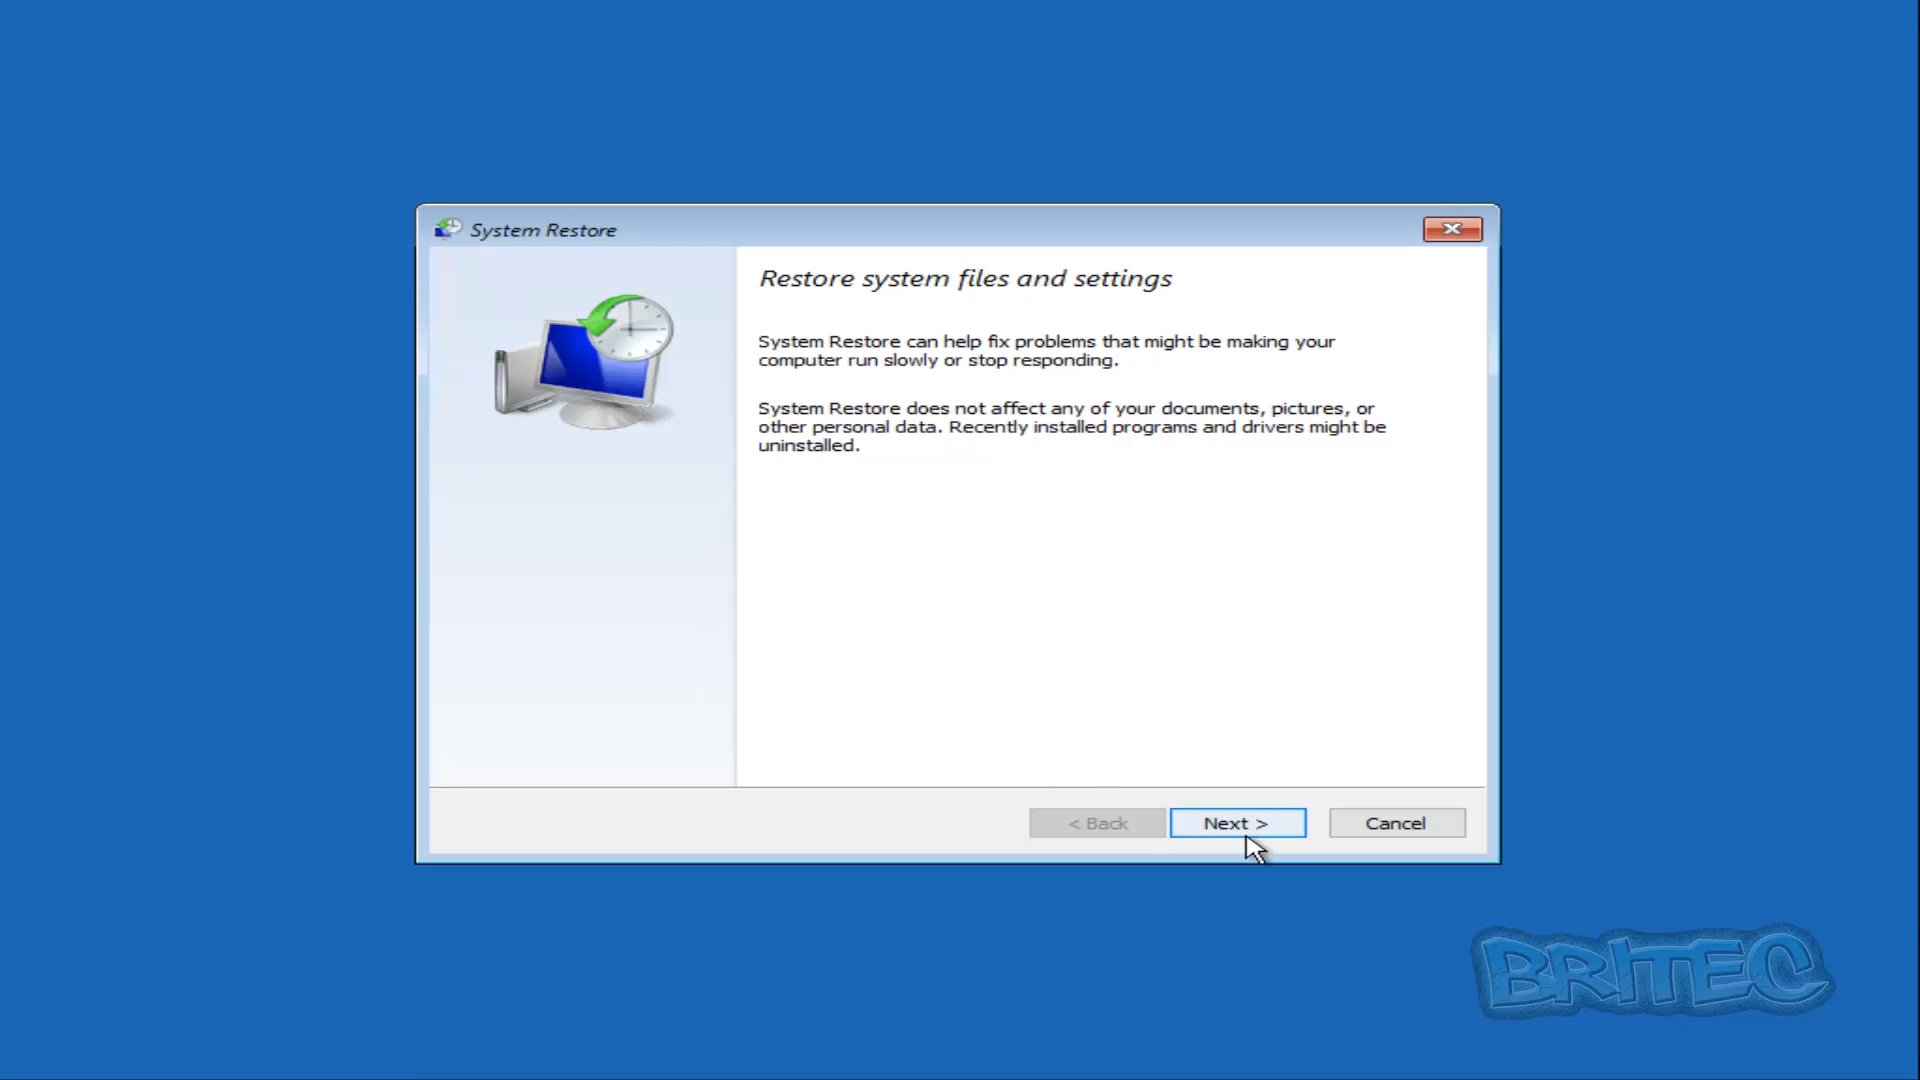 System Restore
Restore system files and settings
System Restore can help fix problems that might be making your
computer run slowly or stop responding.
System Restore does not affect any of your documents, pictures, or
other personal data. Recently installed programs and drivers might be
uninstalled.
< Back
Next >
Cancel
BRITEC